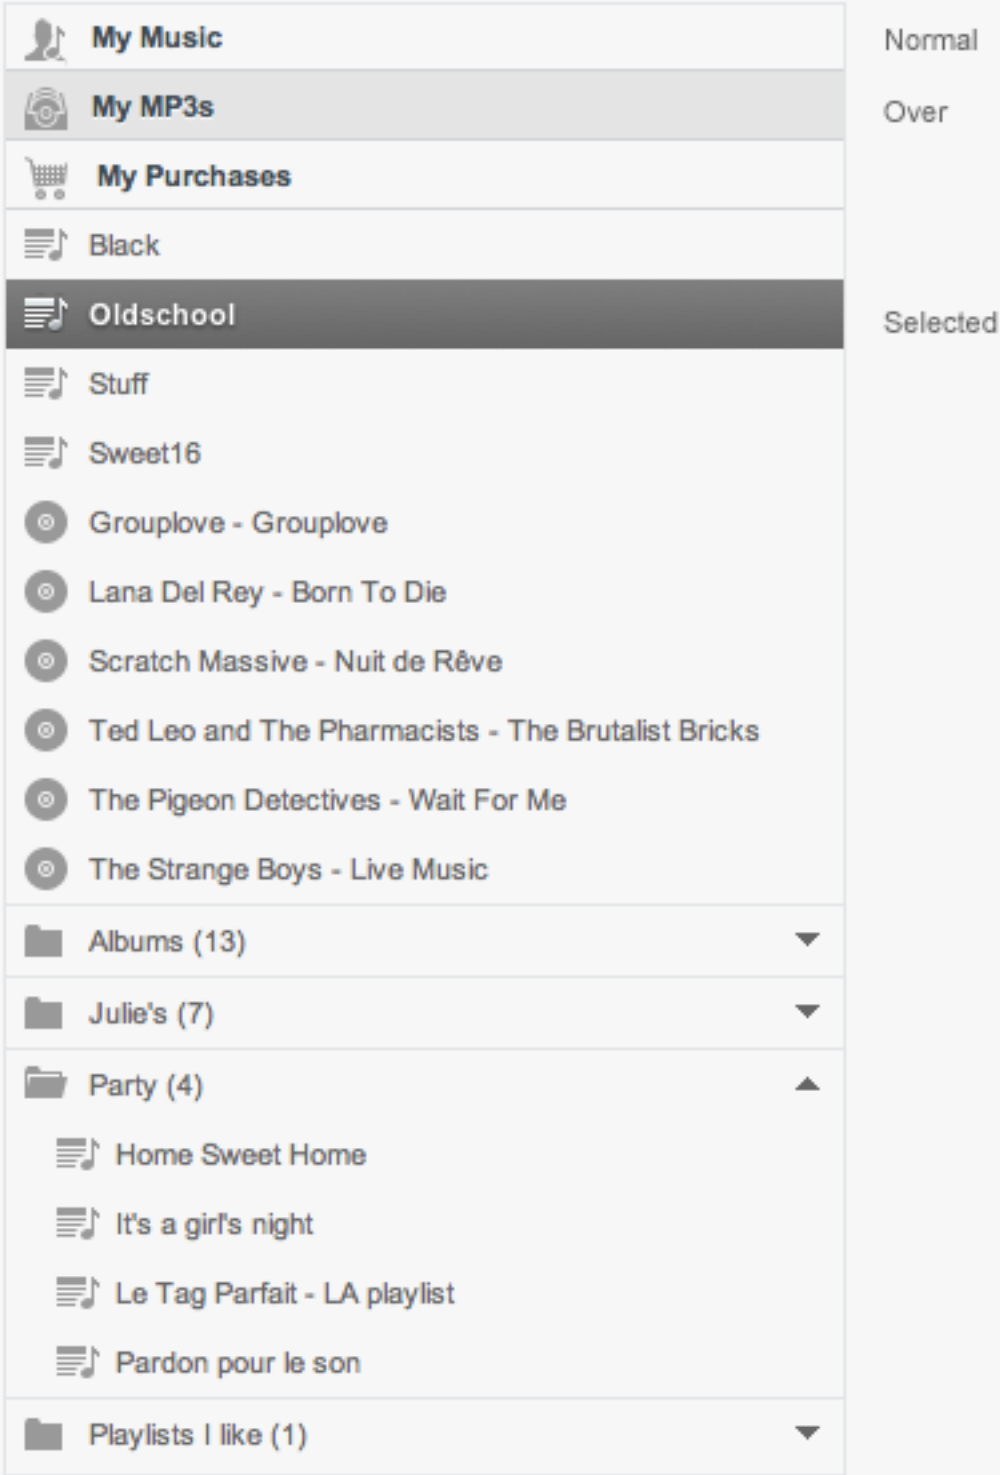 My Music
Normal
My MP3s
Over
My Purchases
Black
Oldschool
Selected
Stuff
Sweet16
Grouplove - Grouplove
Lana Del Rey - Born To Die
Scratch Massive - Nuit de Rêve
Ted Leo and The Pharmacists - The Brutalist Bricks
The Pigeon Detectives - Wait For Me
The Strange Boys - Live Music
Albums (13)
Julie's (7)
Party (4)
Home Sweet Home
It's a girl's night
Le Tag Parfait - LA playlist
Pardon pour le son
Playlists I like (1)